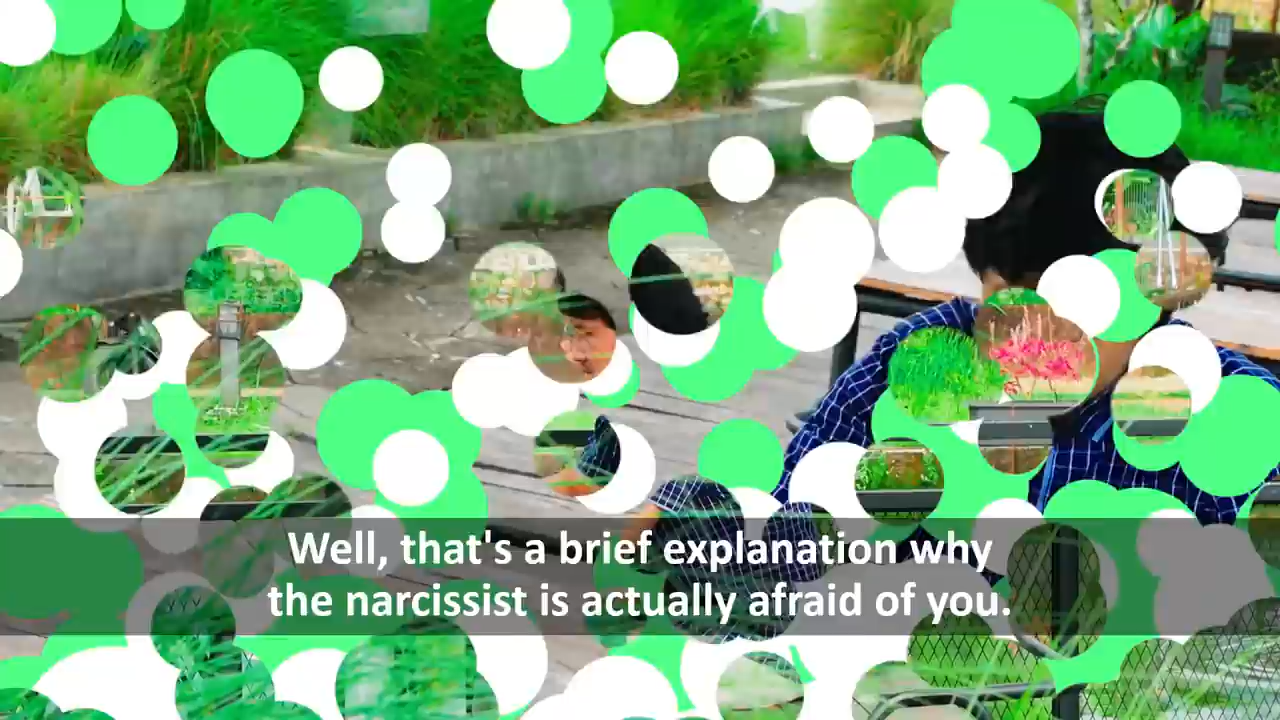 Well, that's a brief explanation why
the narcissist is actually afraid of you.